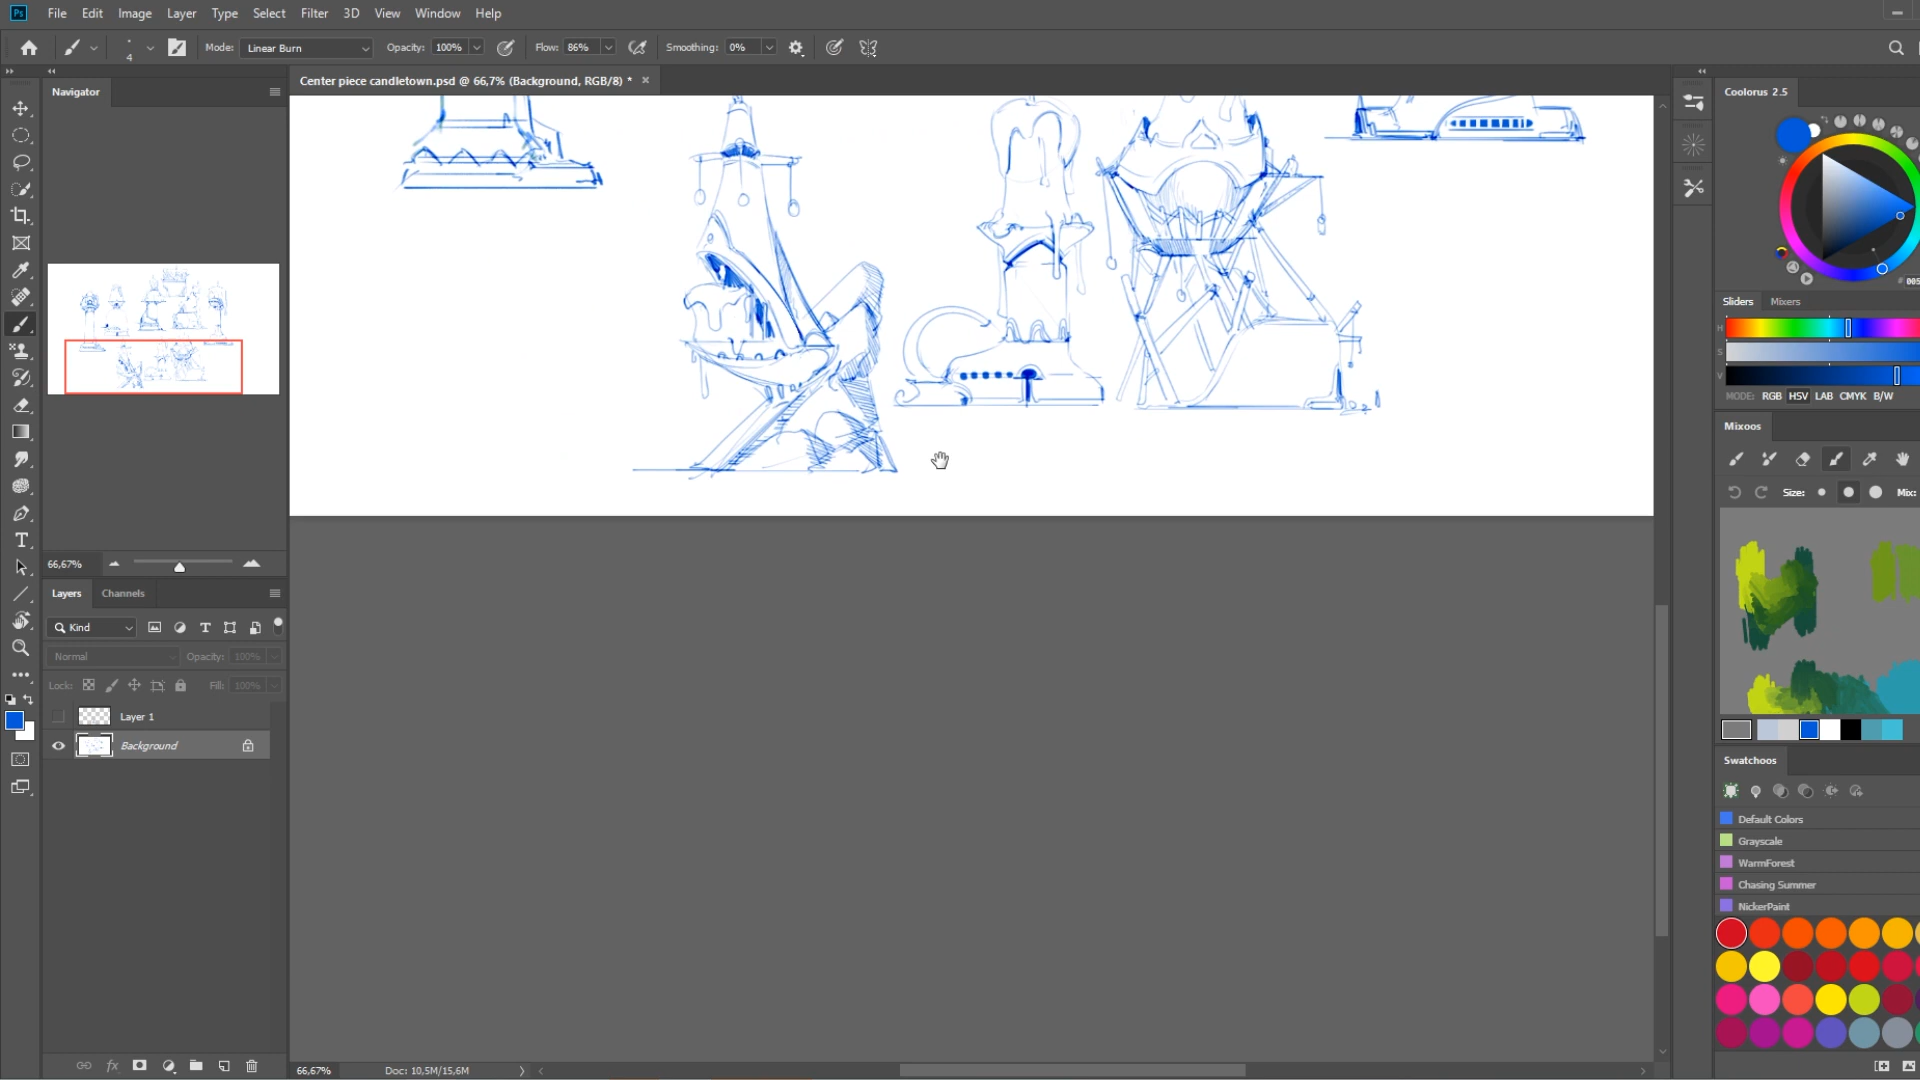 Ps File Edit Image Layer Type Select Filter 3D View Window Help
4 Mode: Linear Burn Opacity: 100% Flow: 86% Smoothing: 0%
Navigator
Center piece candletown.psd @ 66,7% (Background, RGB/8) * ×
Coolorus 2.5
# 005
Sliders Mixers
H
S
V
MODE: RGB HSV LAB CMYK B/W
Mixoos
Size: Mix:
66,67%
Layers Channels
Kind
Normal Opacity: 100%
Lock: Fill: 100%
Layer 1
Background
Swatchoos
Default Colors
Grayscale
WarmForest
Chasing Summer
NickerPaint
fx
66,67% Doc: 10,5M/15,6M